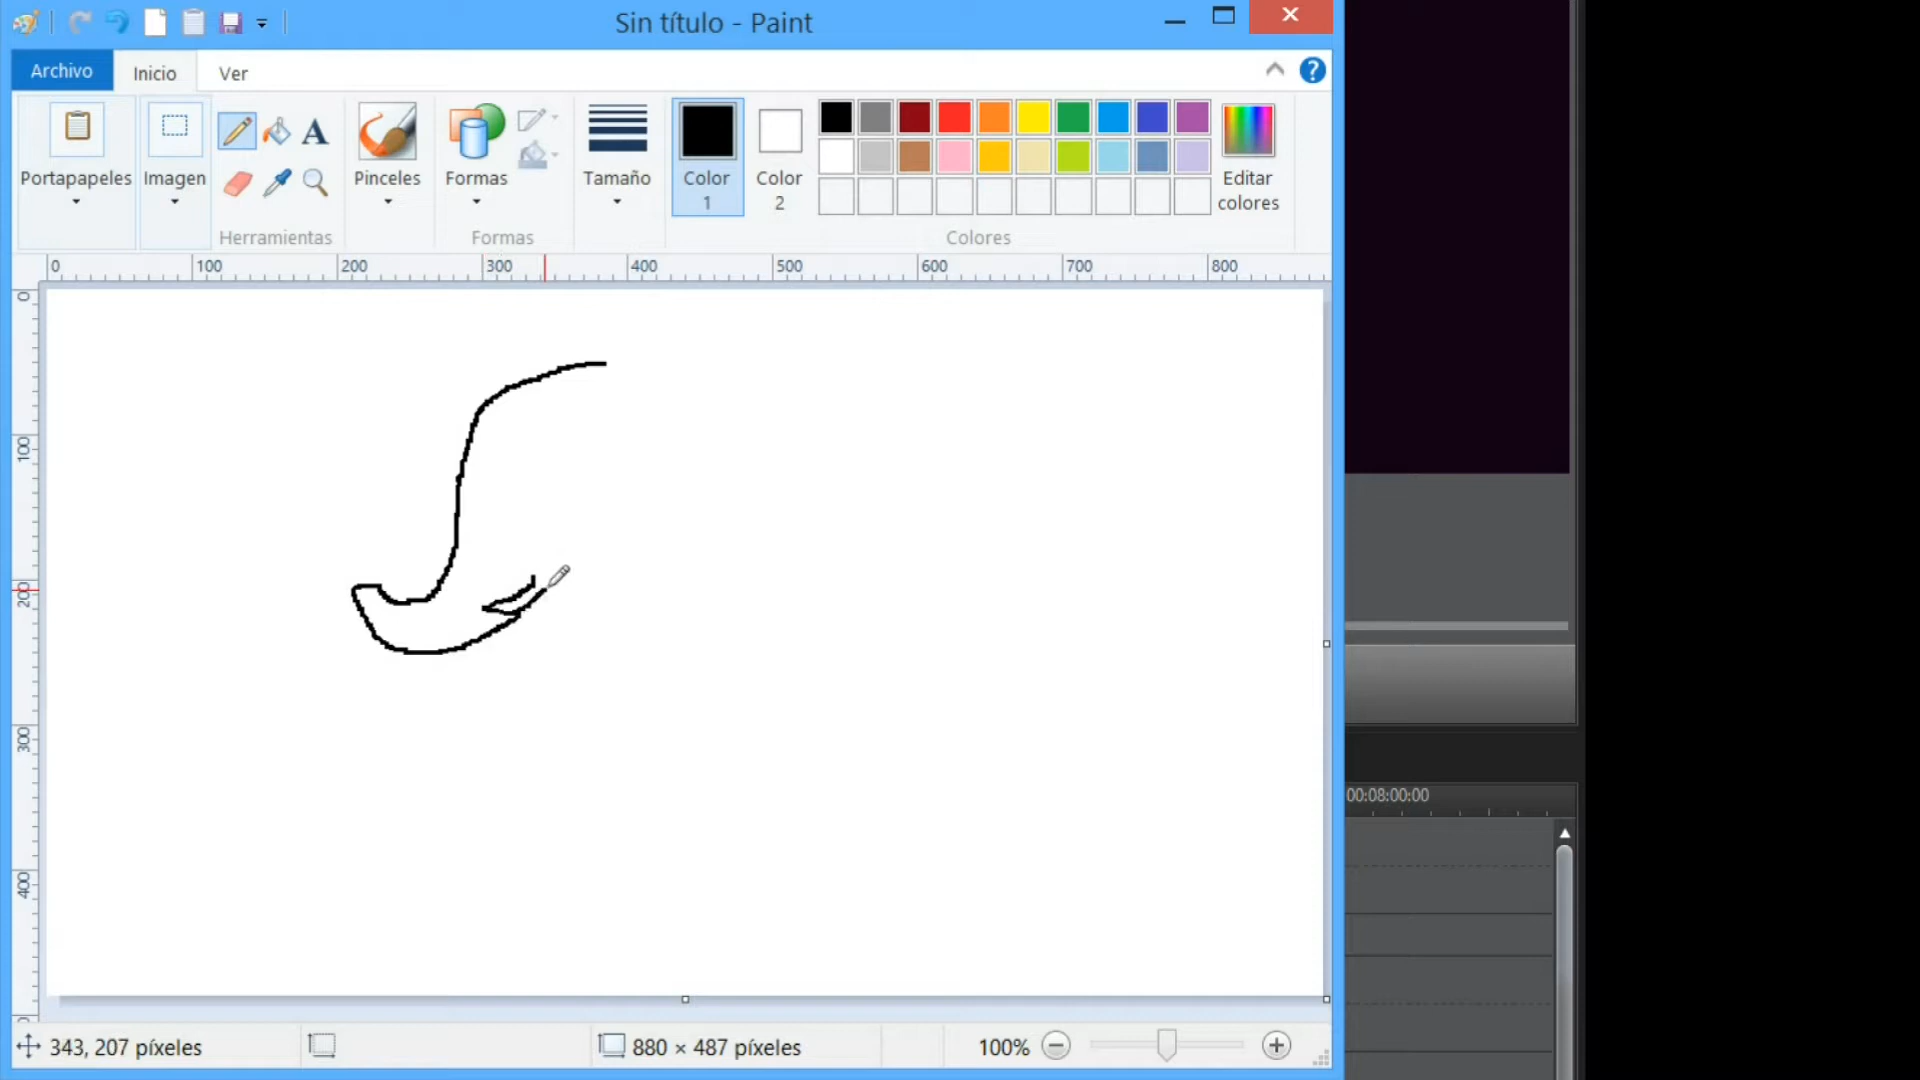 Sin título - Paint
Archivo Inicio Ver
Portapapeles Imagen Pinceles Formas Tamaño Color 1 Color 2 Editar colores
Herramientas Formas Colores
0 100 200 300 400 500 600 700 800
0
100
200
300
400
00:08:00:00
343, 207 píxeles 880 × 487 píxeles 100%